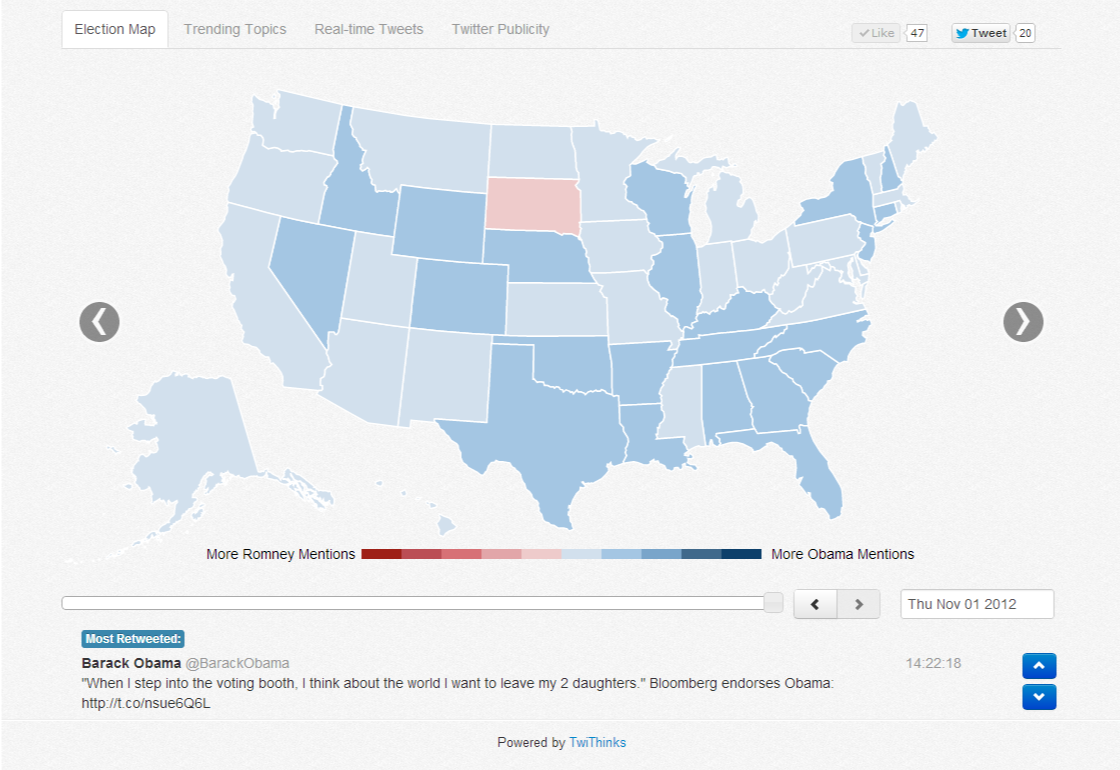 Election Map Trending Topics Real-time Tweets Twitter Publicity Like 47 Tweet 20
More Romney Mentions More Obama Mentions
Thu Nov 01 2012
Most Retweeted:
Barack Obama @BarackObama 14:22:18
"When I step into the voting booth, I think about the world I want to leave my 2 daughters." Bloomberg endorses Obama:
http://t.co/nsue6Q6L
Powered by TwiThinks